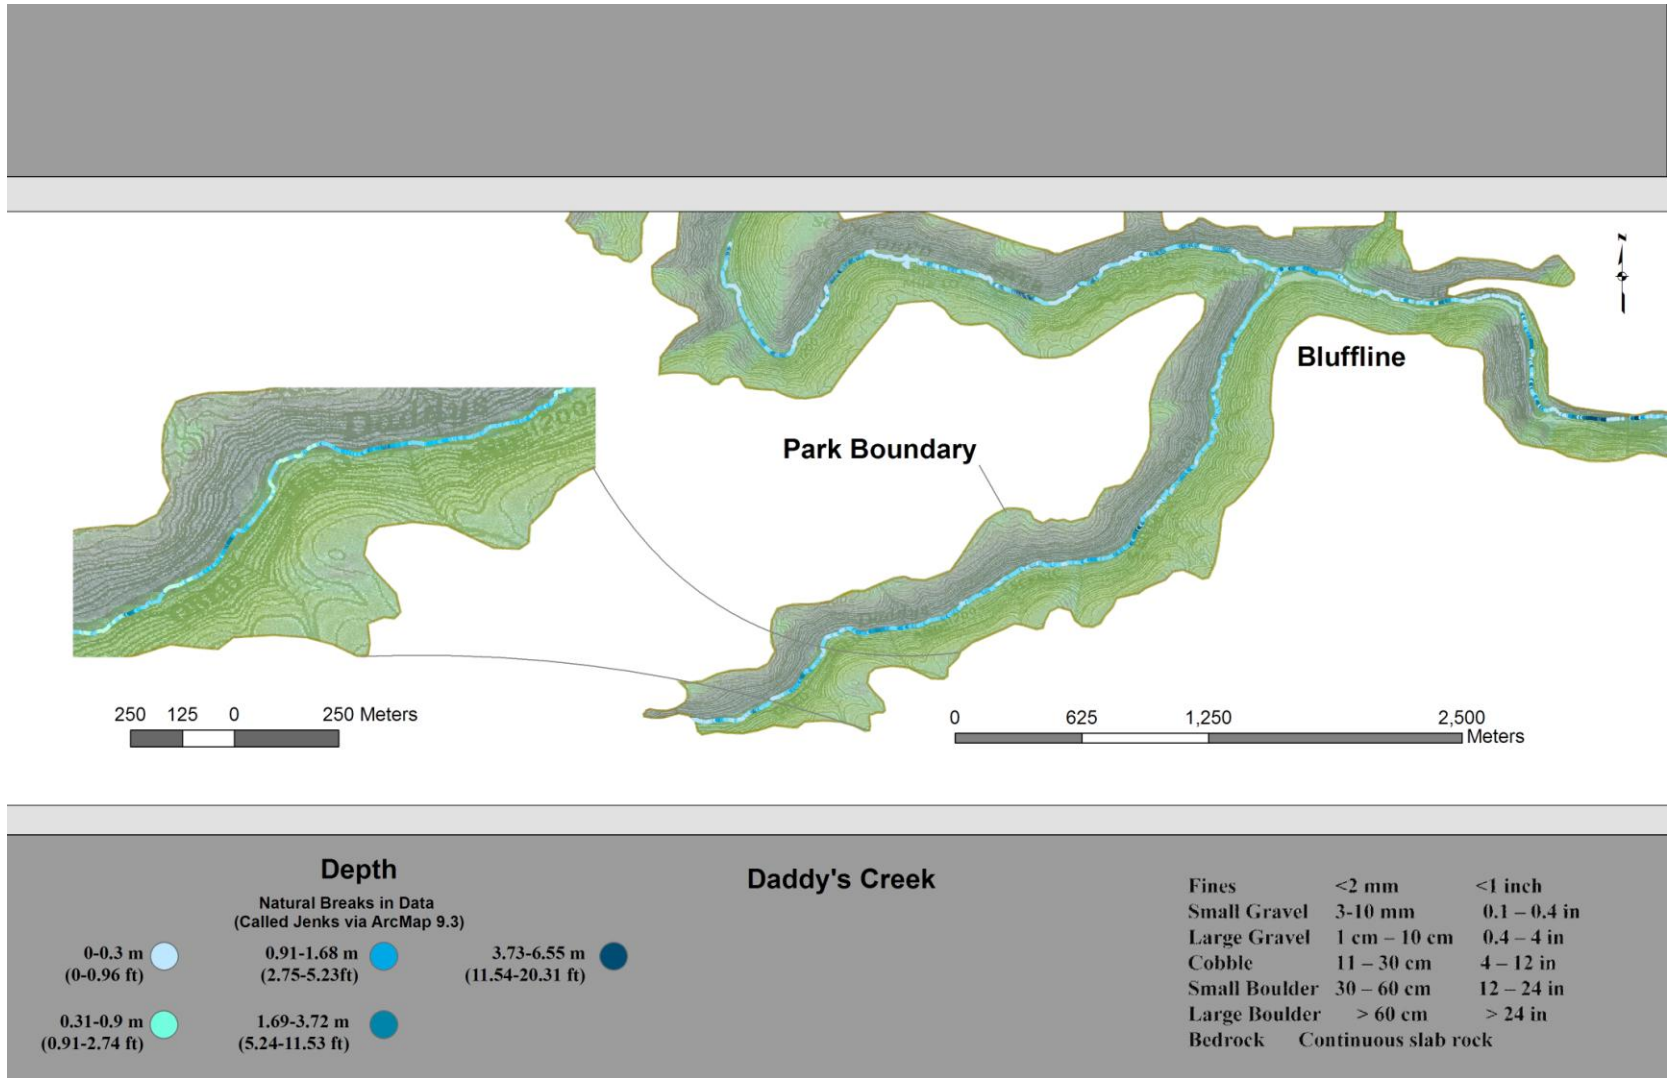 z
Bluffline
Park Boundary
Daddys
1200
Daddys
250 125 0 250 Meters
0 625 1,250 2,500
Meters
Depth
Natural Breaks in Data
(Called Jenks via ArcMap 9.3)
0-0.3 m
(0-0.96 ft)
0.91-1.68 m
(2.75-5.23ft)
3.73-6.55 m
(11.54-20.31 ft)
0.31-0.9 m
(0.91-2.74 ft)
1.69-3.72 m
(5.24-11.53 ft)
Daddy's Creek
Fines <2 mm <1 inch
Small Gravel 3-10 mm 0.1 – 0.4 in
Large Gravel 1 cm – 10 cm 0.4 – 4 in
Cobble 11 – 30 cm 4 – 12 in
Small Boulder 30 – 60 cm 12 – 24 in
Large Boulder > 60 cm > 24 in
Bedrock Continuous slab rock